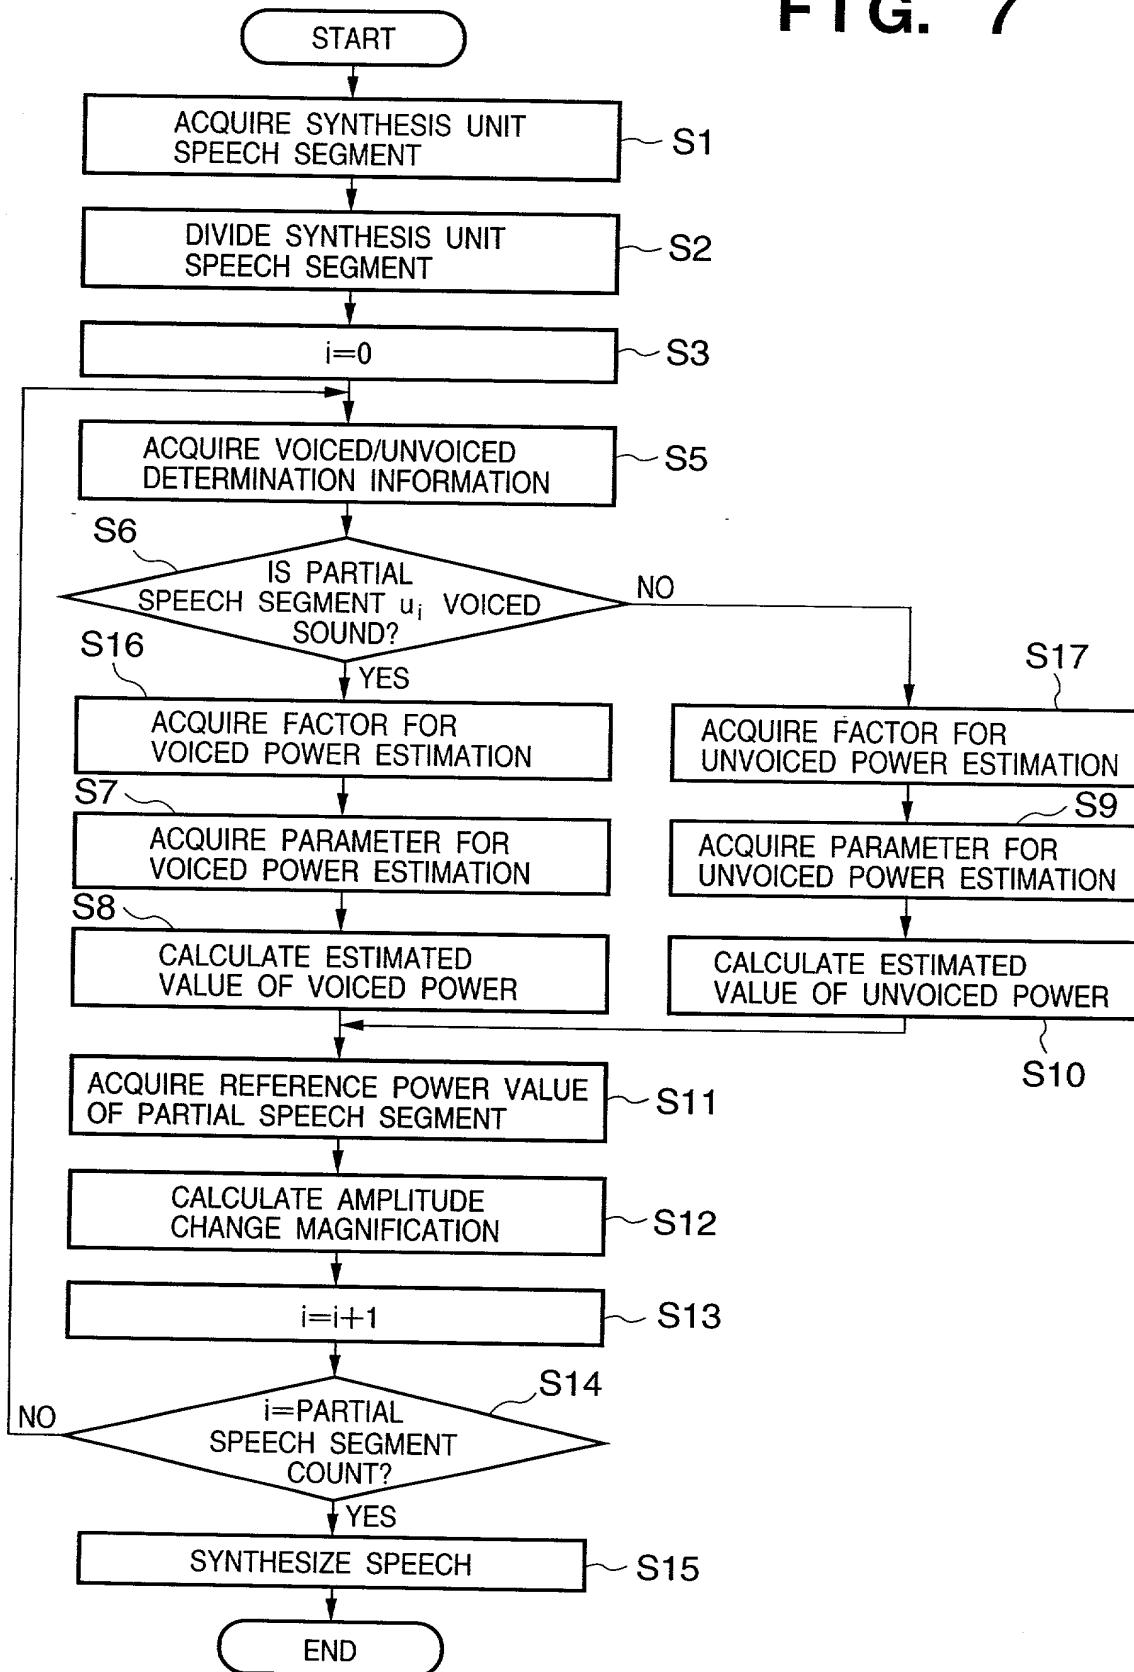 FIG. 7
START
ACQUIRE SYNTHESIS UNIT
SPEECH SEGMENT
S1
DIVIDE SYNTHESIS UNIT
SPEECH SEGMENT
S2
i=0
S3
ACQUIRE VOICED/UNVOICED
DETERMINATION INFORMATION
S5
S6
IS PARTIAL
SPEECH SEGMENT ui VOICED
SOUND?
NO
YES
S16
ACQUIRE FACTOR FOR
VOICED POWER ESTIMATION
S17
ACQUIRE FACTOR FOR
UNVOICED POWER ESTIMATION
S7
ACQUIRE PARAMETER FOR
VOICED POWER ESTIMATION
S9
ACQUIRE PARAMETER FOR
UNVOICED POWER ESTIMATION
S8
CALCULATE ESTIMATED
VALUE OF VOICED POWER
CALCULATE ESTIMATED
VALUE OF UNVOICED POWER
S10
ACQUIRE REFERENCE POWER VALUE
OF PARTIAL SPEECH SEGMENT
S11
CALCULATE AMPLITUDE
CHANGE MAGNIFICATION
S12
i=i+1
S13
S14
i=PARTIAL
SPEECH SEGMENT
COUNT?
NO
YES
SYNTHESIZE SPEECH
S15
END